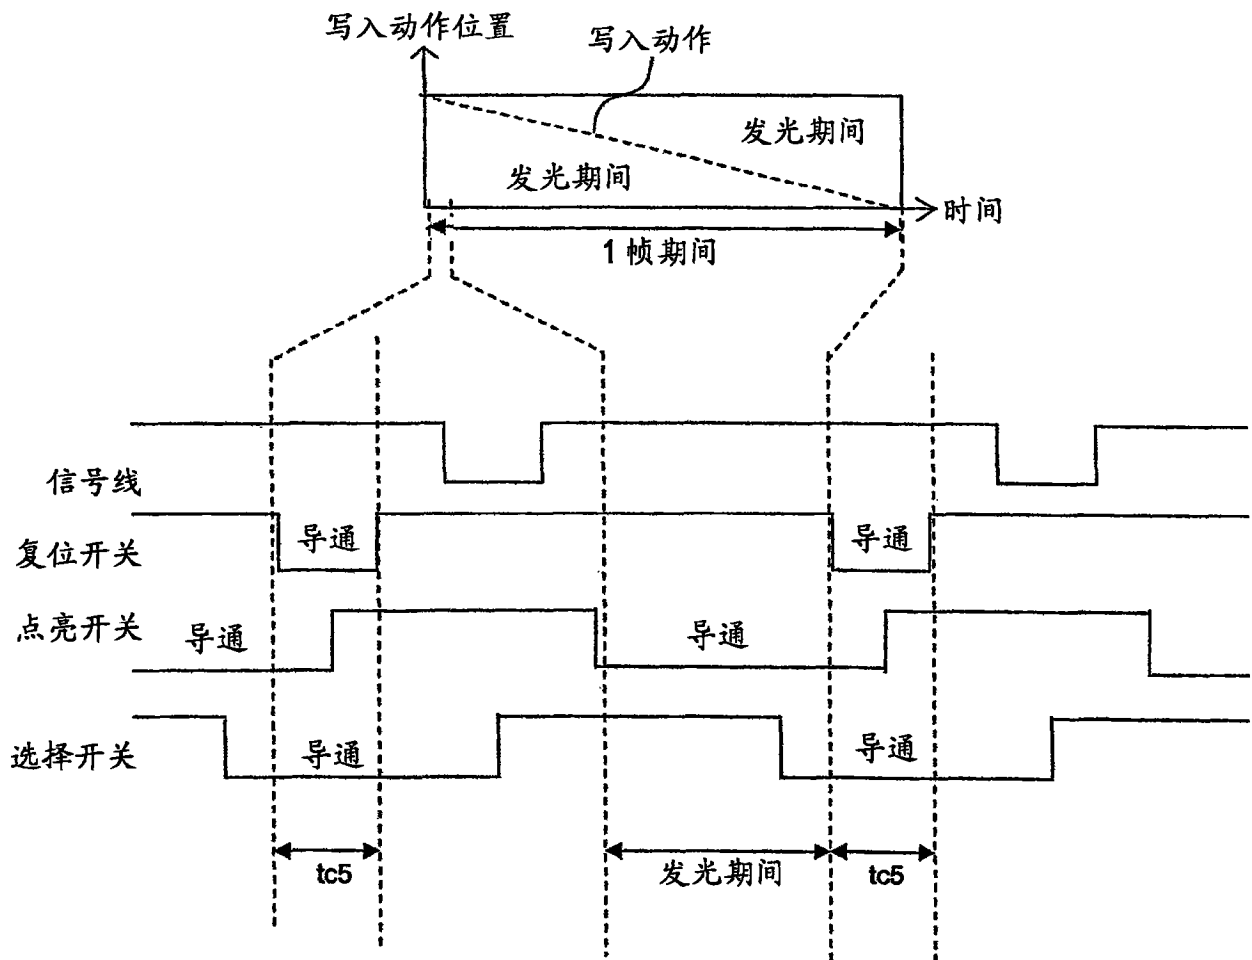 写入动作位置
写入动作
发光期间
发光期间
时间
1 帧期间
信号线
复位开关
导通
导通
点亮开关
导通
导通
选择开关
导通
导通
tc5
发光期间
tc5